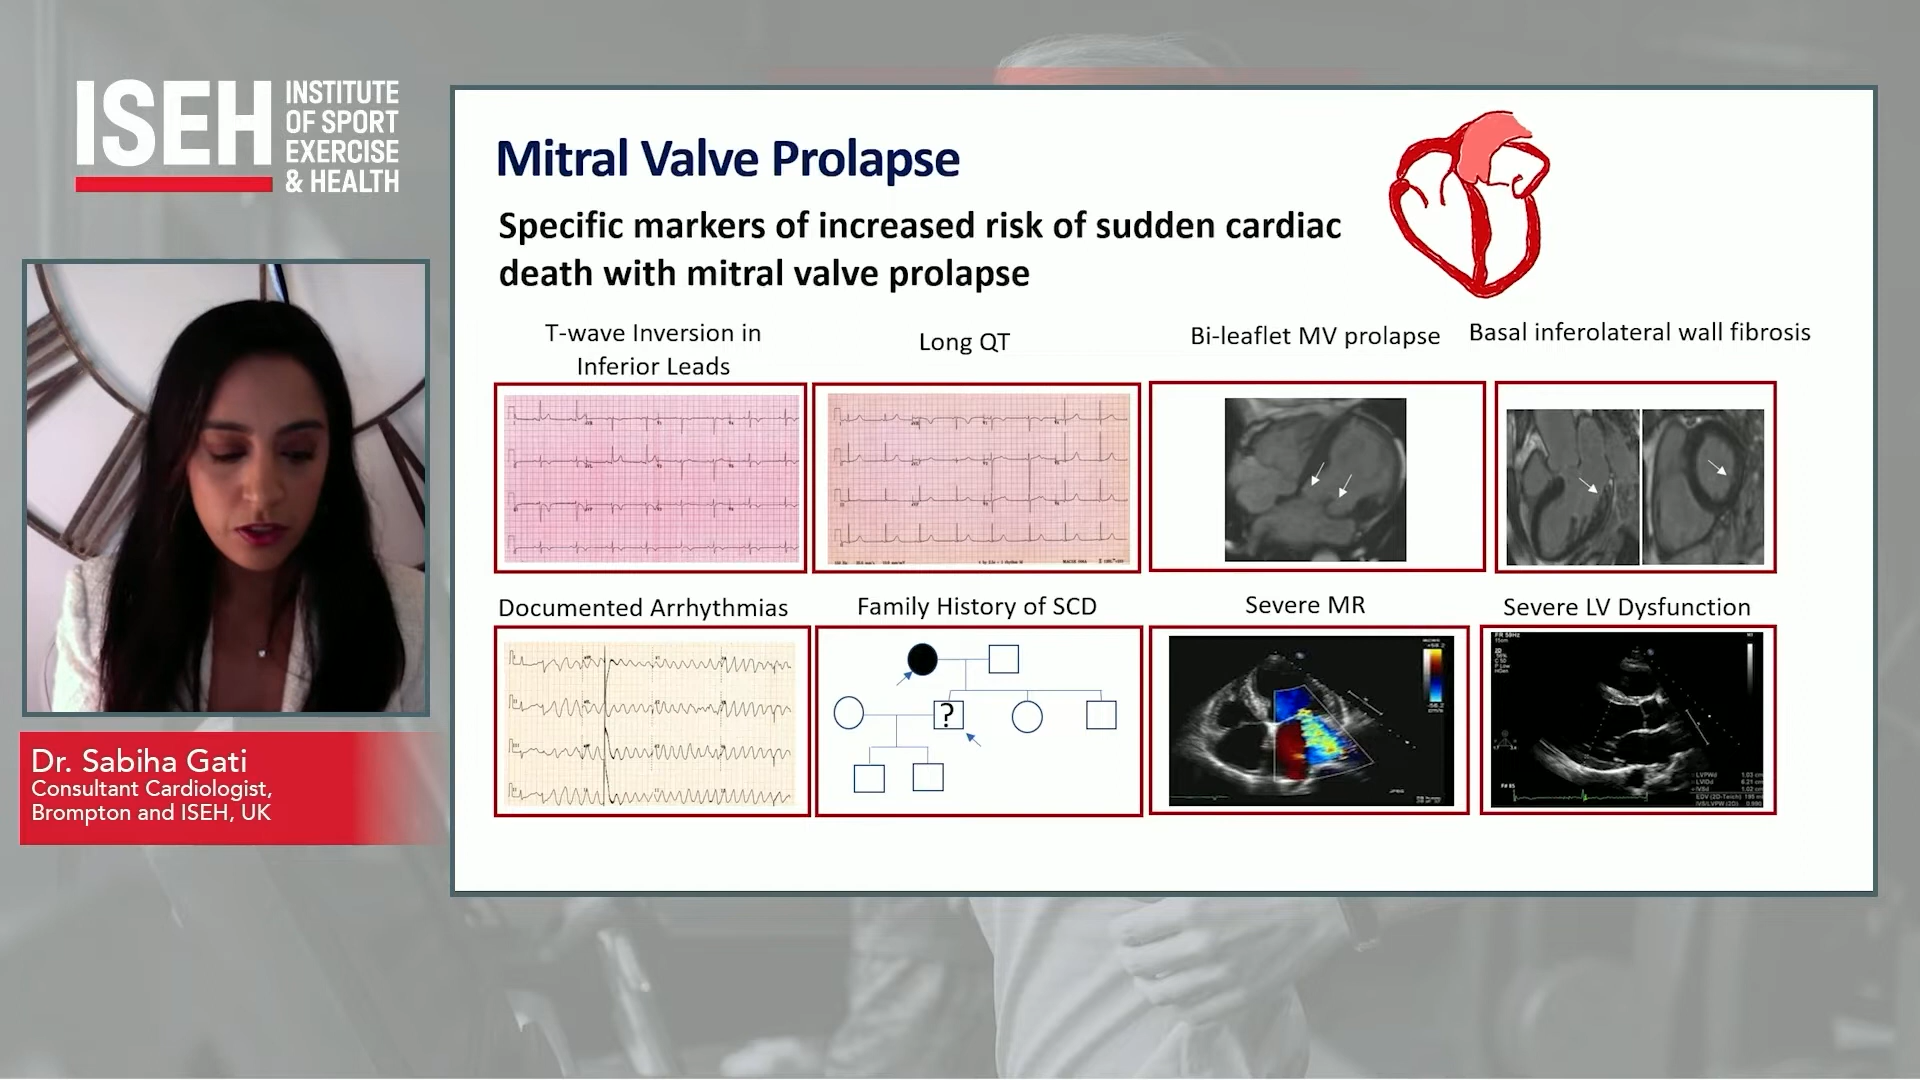 ISEH
INSTITUTE
OF SPORT
EXERCISE
& HEALTH
Dr. Sabiha Gati
Consultant Cardiologist,
Brompton and ISEH, UK
Mitral Valve Prolapse
Specific markers of increased risk of sudden cardiac
death with mitral valve prolapse
T-wave Inversion in
Inferior Leads
Long QT
Bi-leaflet MV prolapse
Basal inferolateral wall fibrosis
Documented Arrhythmias
Family History of SCD
?
Severe MR
Severe LV Dysfunction